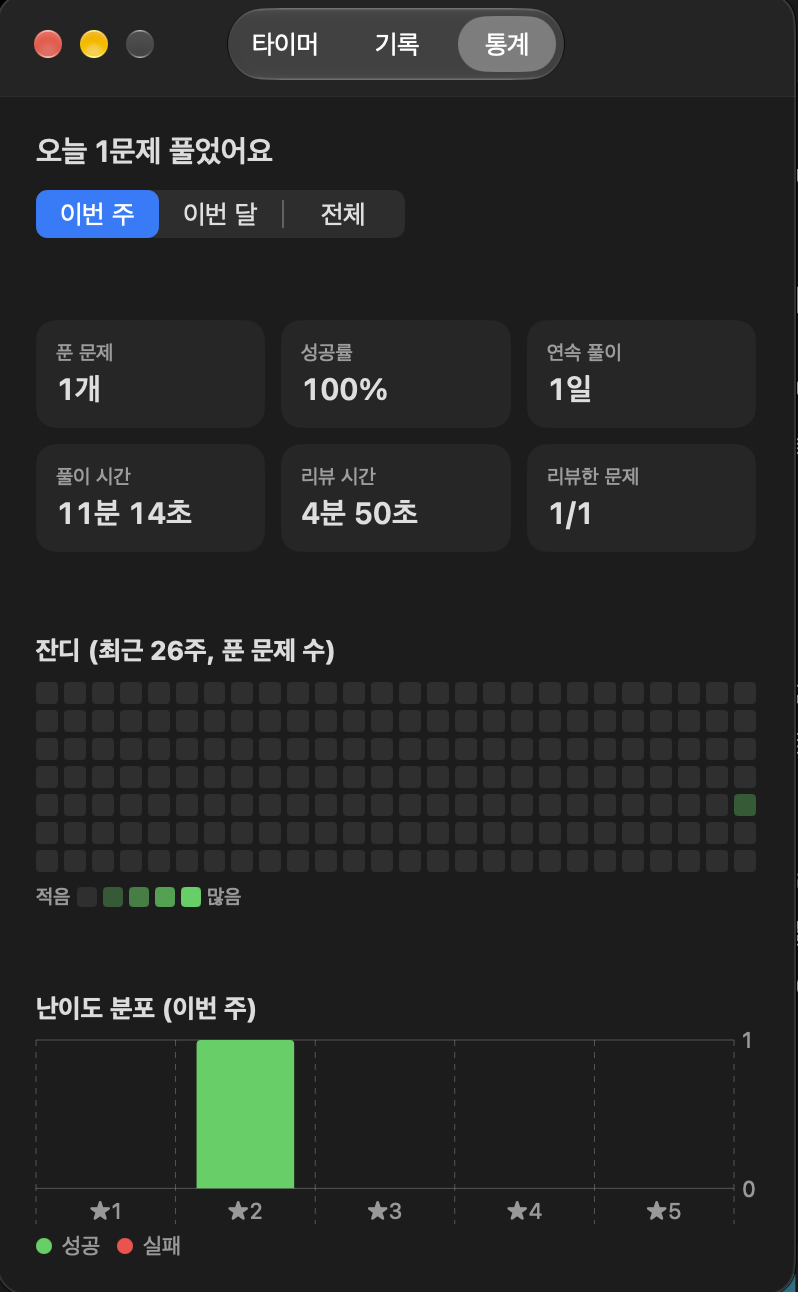 타이머 기록 통계
오늘 1문제 풀었어요
이번 주 이번 달 전체
푼 문제 성공률 연속 풀이
1개 100% 1일
풀이 시간 리뷰 시간 리뷰한 문제
11분 14초 4분 50초 1/1
잔디 (최근 26주, 푼 문제 수)
적음 많음
난이도 분포 (이번 주)
1
0
★1 ★2 ★3 ★4 ★5
성공 실패